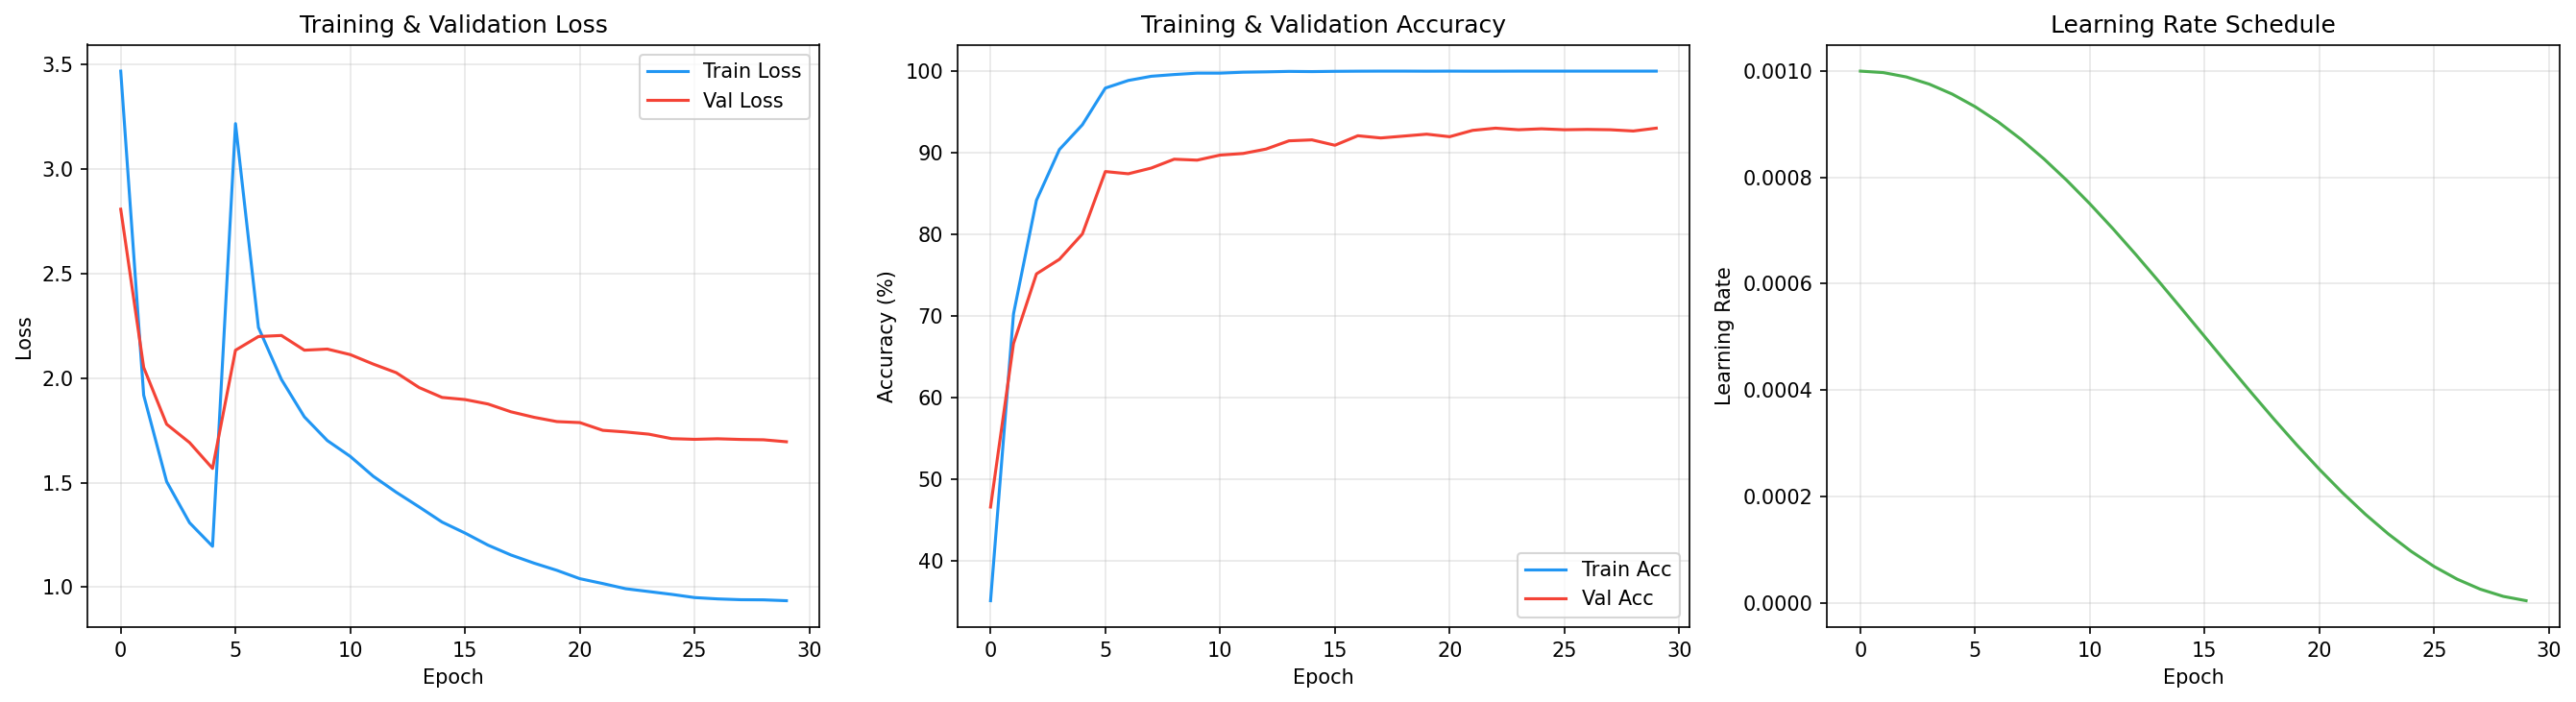 Training & Validation Loss
3.5
3.0
2.5
2.0
1.5
1.0
Loss
Train Loss
Val Loss
0 5 10 15 20 25 30
Epoch
Training & Validation Accuracy
100
90
80
70
60
50
40
Accuracy (%)
Train Acc
Val Acc
0 5 10 15 20 25 30
Epoch
Learning Rate Schedule
0.0010
0.0008
0.0006
0.0004
0.0002
0.0000
Learning Rate
0 5 10 15 20 25 30
Epoch